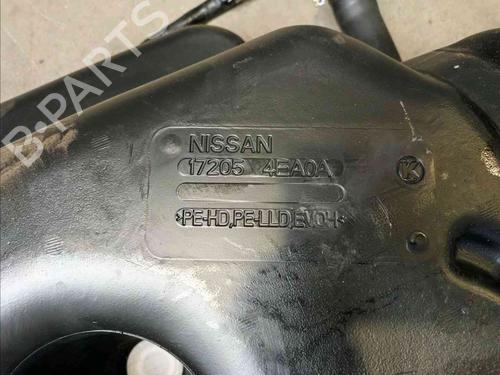 NISSAN
17205 4EA0A
K
>PE-HD,PE-LLD,EVOH<
B-Parts